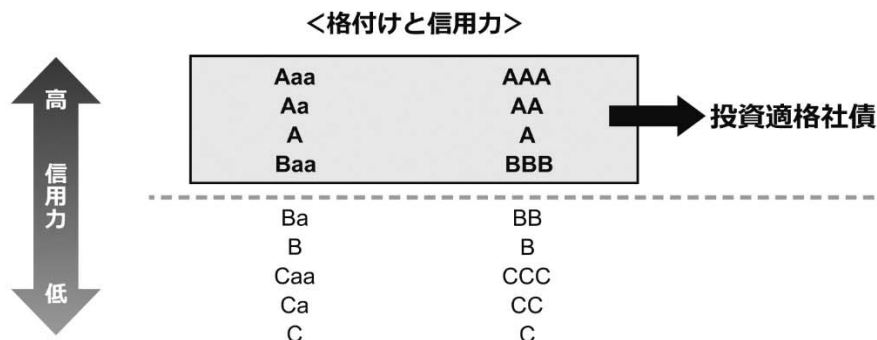 ＜格付けと信用力＞
高
信用力
低
Aaa AAA
Aa AA
A A
Baa BBB
投資適格社債
Ba BB
B B
Caa CCC
Ca CC
C C